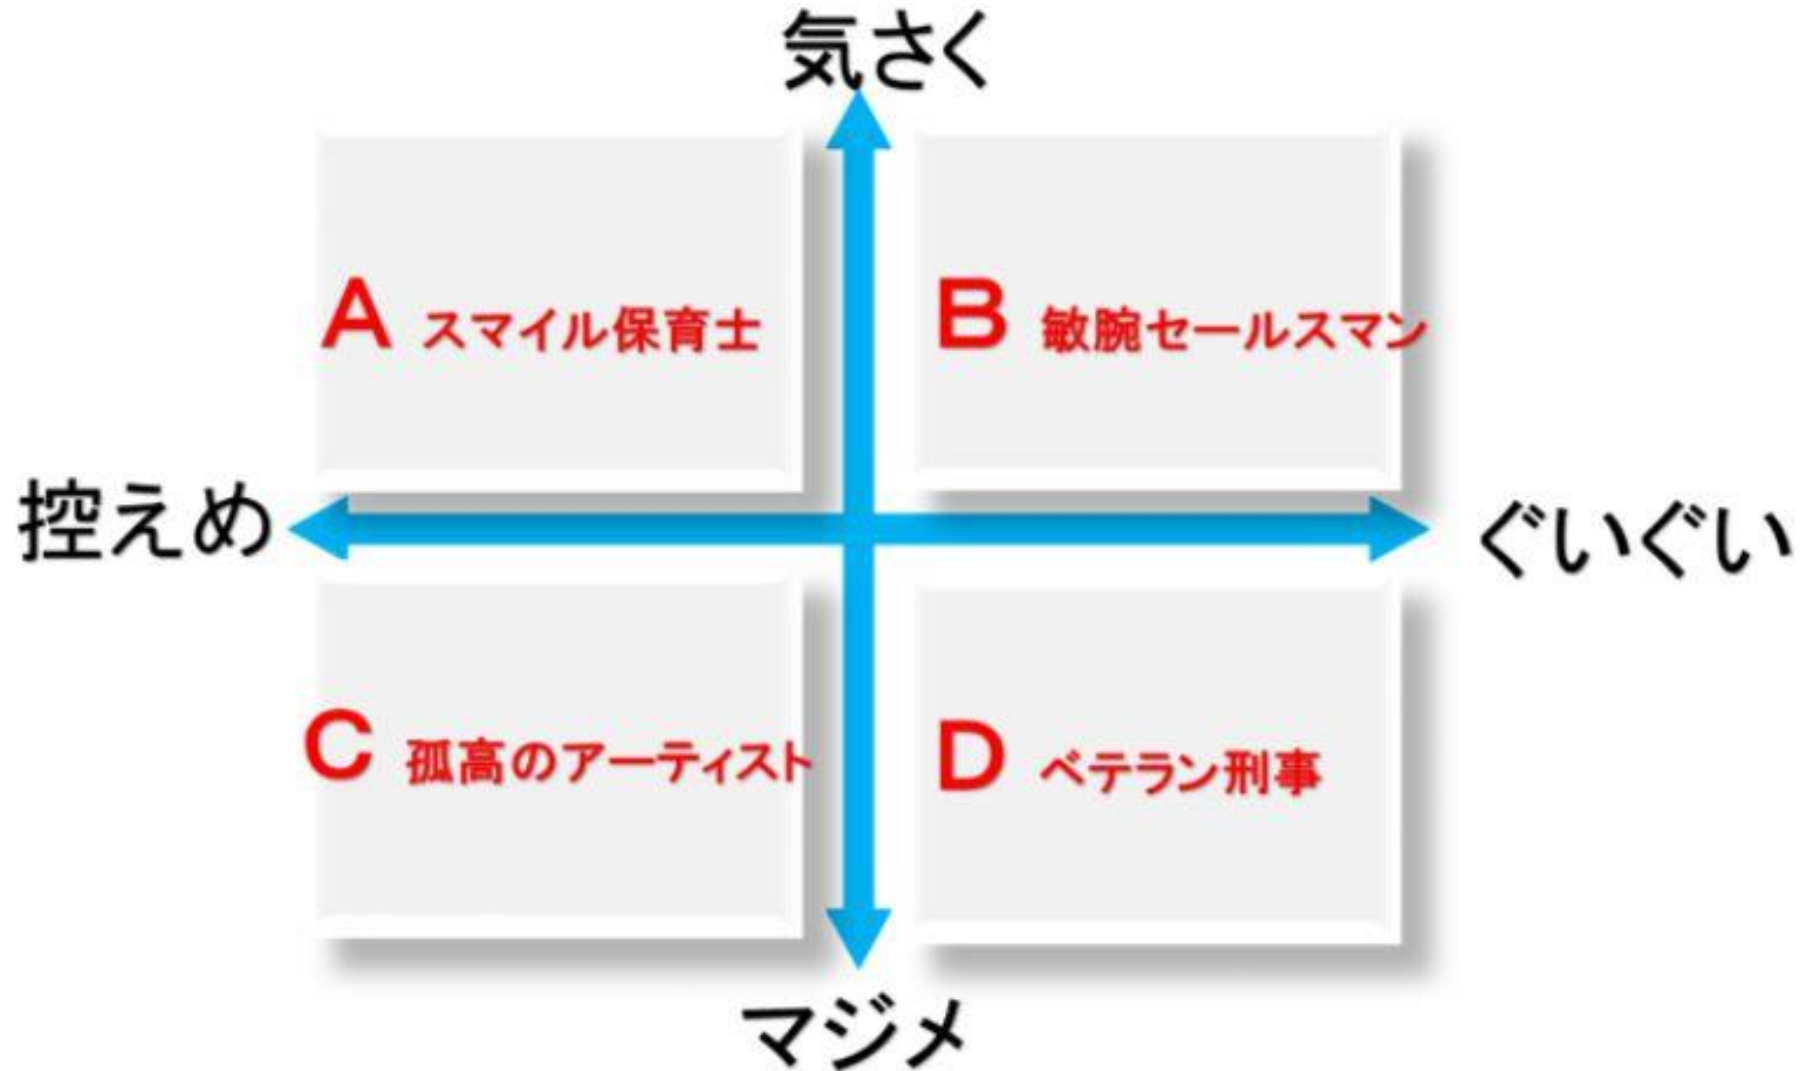 気さく
A スマイル保育士
B 敏腕セールスマン
控えめ
ぐいぐい
C 孤高のアーティスト
D ベテラン刑事
マジメ